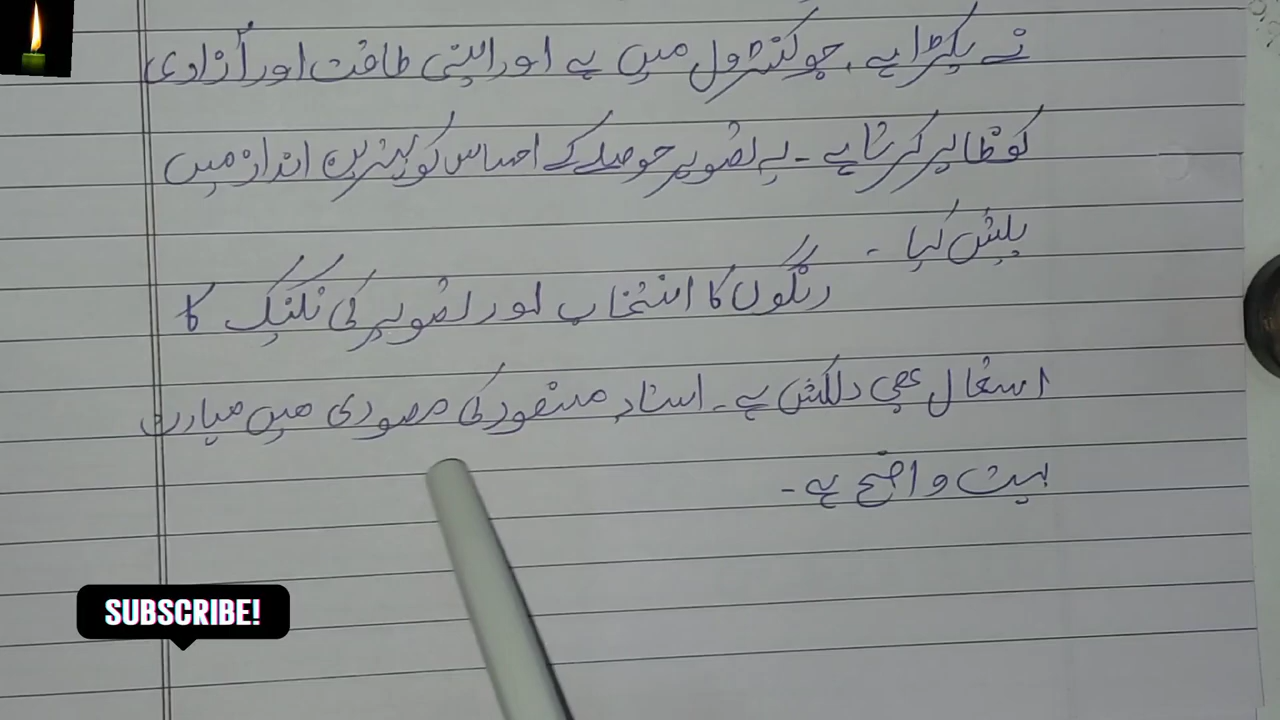 نے پکڑا ہے، جو کنٹرول میں ہے اور اپنی طاقت اور آزادی
کو ظاہر کرتا ہے ۔ یہ تصویر حوصلے کے احساس کو بہترین انداز میں
پیش کیا ۔
رنگوں کا انتخاب اور تصویر کی تکنیک کا
استعال بھی دلکش ہے ۔ استاد منصور کی مصوری میں مہارت
بہت واضح ہے ۔
SUBSCRIBE!